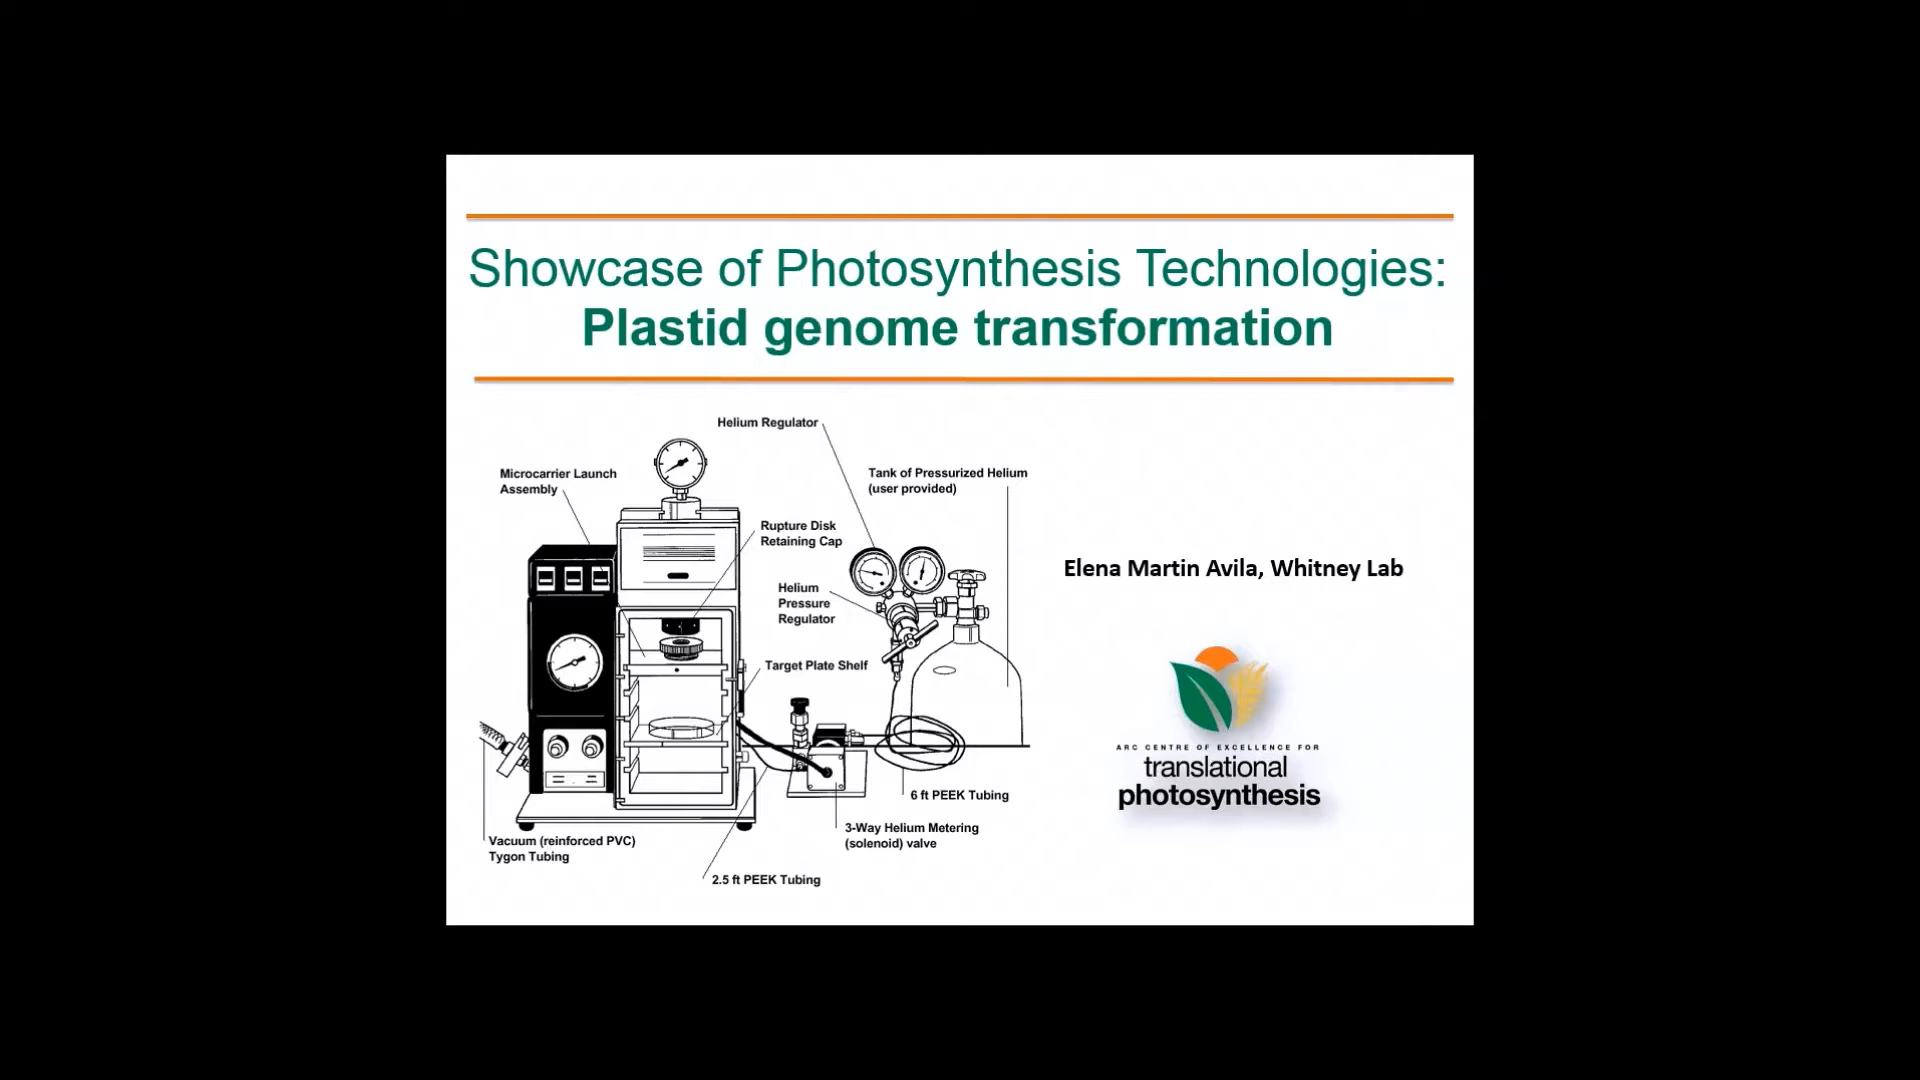 Showcase of Photosynthesis Technologies:
Plastid genome transformation
Helium Regulator
Microcarrier Launch
Assembly
Tank of Pressurized Helium
(user provided)
Rupture Disk
Retaining Cap
Helium
Pressure
Regulator
Target Plate Shelf
6 ft PEEK Tubing
3-Way Helium Metering
(solenoid) valve
Vacuum (reinforced PVC)
Tygon Tubing
2.5 ft PEEK Tubing
Elena Martin Avila, Whitney Lab
ARC CENTRE OF EXCELLENCE FOR
translational
photosynthesis